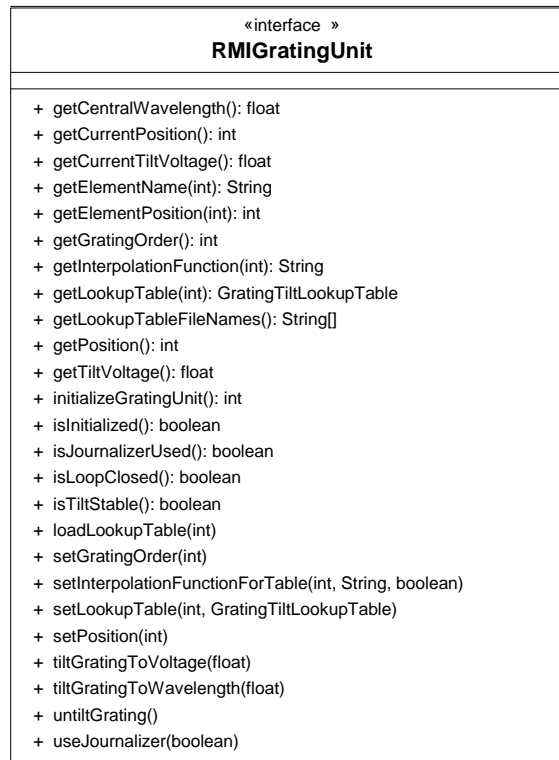 «interface »
RMIGratingUnit
+ getCentralWavelength(): float
+ getCurrentPosition(): int
+ getCurrentTiltVoltage(): float
+ getElementName(int): String
+ getElementPosition(int): int
+ getGratingOrder(): int
+ getInterpolationFunction(int): String
+ getLookupTable(int): GratingTiltLookupTable
+ getLookupTableFileNames(): String[]
+ getPosition(): int
+ getTiltVoltage(): float
+ initializeGratingUnit(): int
+ isInitialized(): boolean
+ isJournalizerUsed(): boolean
+ isLoopClosed(): boolean
+ isTiltStable(): boolean
+ loadLookupTable(int)
+ setGratingOrder(int)
+ setInterpolationFunctionForTable(int, String, boolean)
+ setLookupTable(int, GratingTiltLookupTable)
+ setPosition(int)
+ tiltGratingToVoltage(float)
+ tiltGratingToWavelength(float)
+ untiltGrating()
+ useJournalizer(boolean)